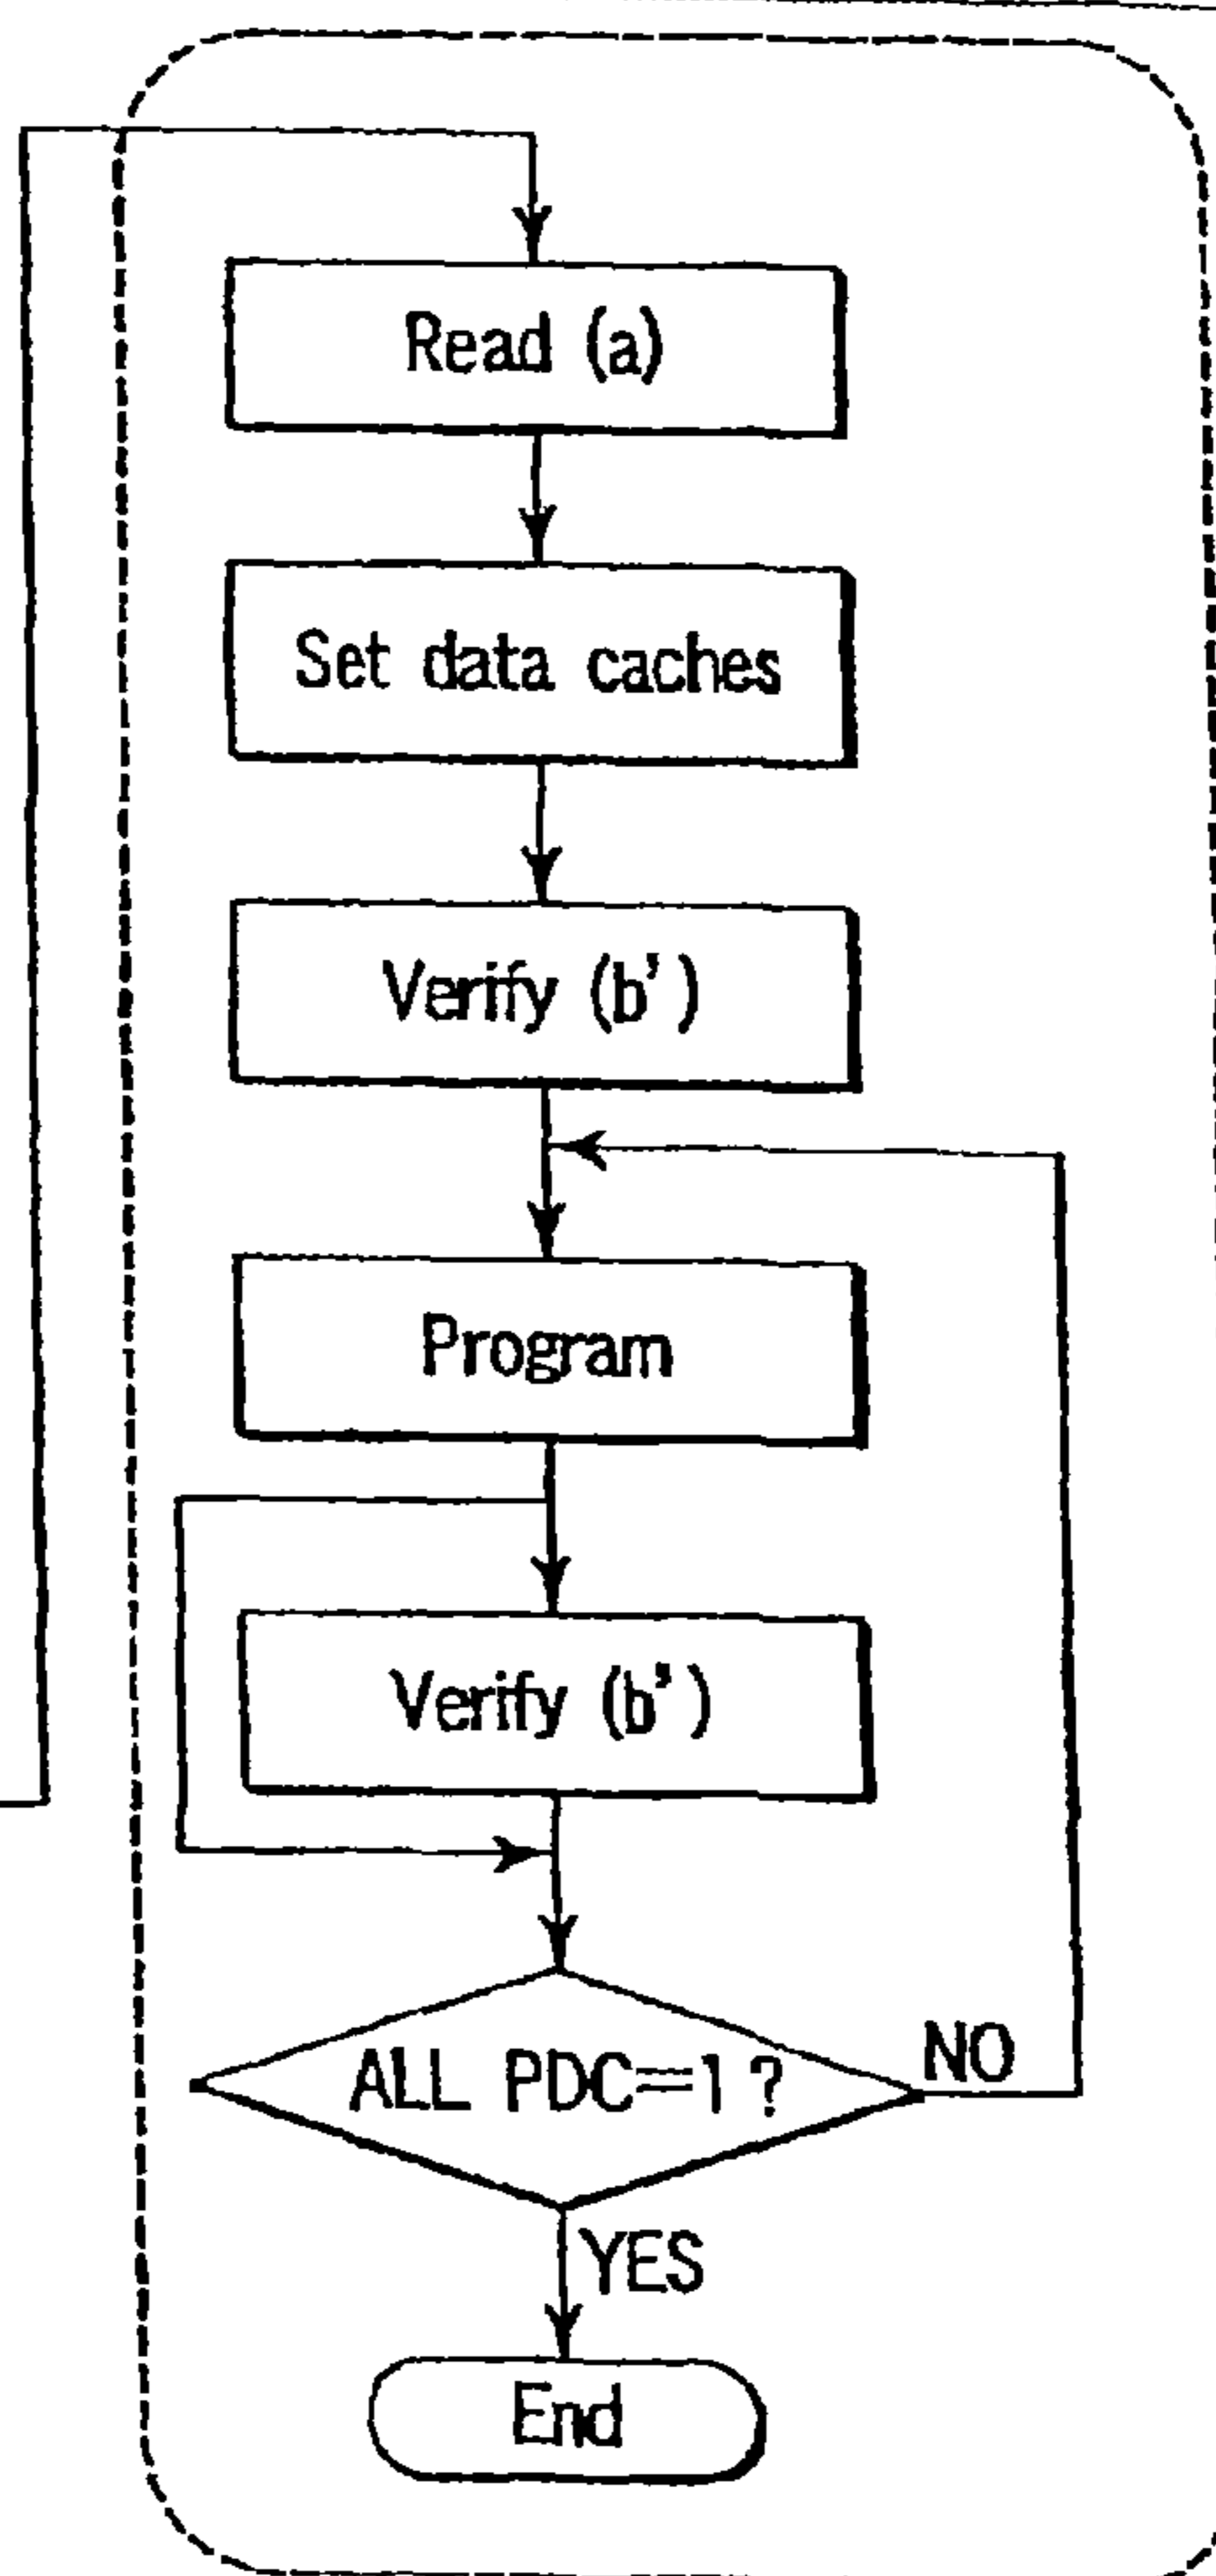 Read (a)
Set data caches
Verify (b')
Program
Verify (b')
ALL PDC=1 ?
NO
YES
End